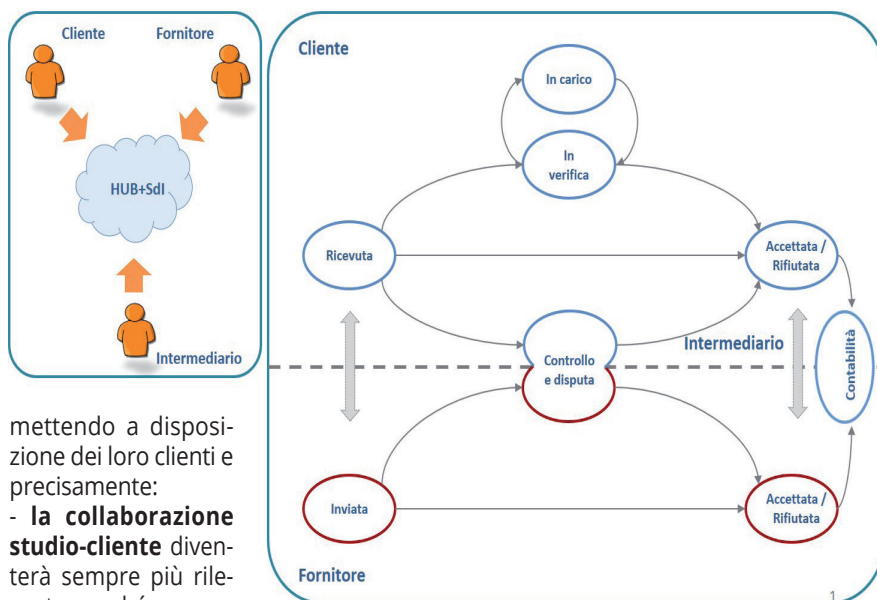 Cliente
Fornitore
HUB+SdI
Intermediario
mettendo a disposi-
zione dei loro clienti e
precisamente:
- la collaborazione
studio-cliente diven-
terà sempre più rile-
Cliente
In carico
In
verifica
Ricevuta
Accettata /
Rifiutata
Controllo
e disputa
Intermediario
Contabilità
Inviata
Accettata /
Rifiutata
Fornitore
1